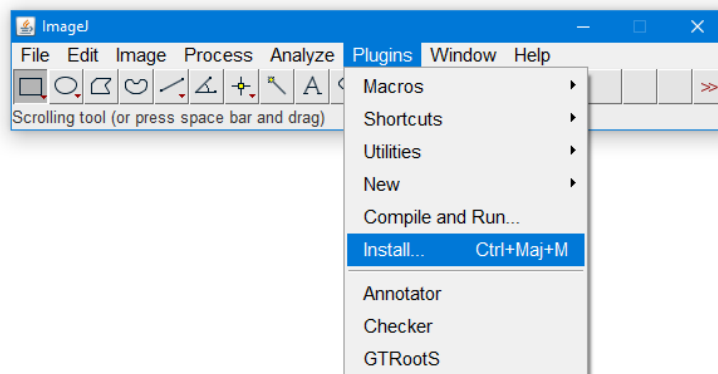 ImageJ
File Edit Image Process Analyze Plugins Window Help
A >>
Scrolling tool (or press space bar and drag)
Macros
Shortcuts
Utilities
New
Compile and Run...
Install... Ctrl+Maj+M
Annotator
Checker
GTRootS